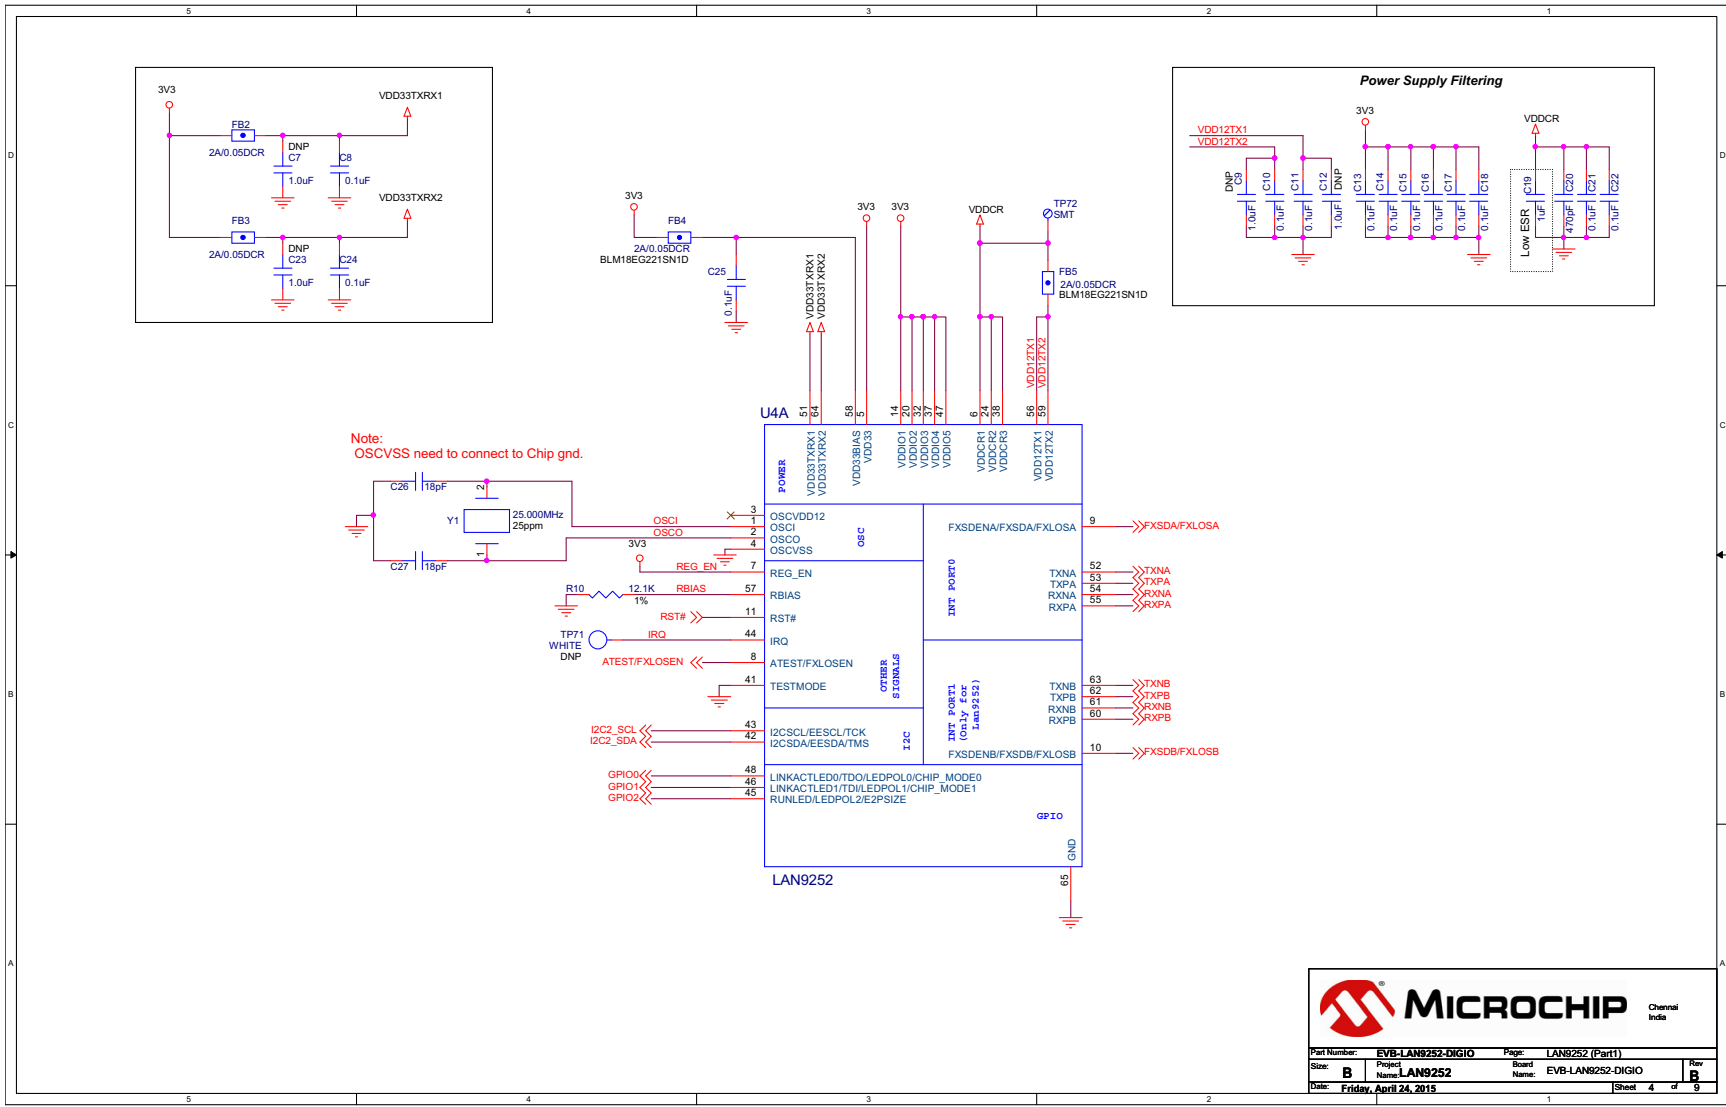 5 4 3 2 1
D
C
B
A
3V3
VDD33TXRX1
FB2
2A/0.05DCR
DNP
C7
1.0uF
C8
0.1uF
VDD33TXRX2
FB3
2A/0.05DCR
DNP
C23
1.0uF
C24
0.1uF
3V3
FB4
2A/0.05DCR
BLM18EG221SN1D
C25
0.1uF
VDD33TXRX1
VDD33TXRX2
3V3
3V3
VDDCR
TP72
SMT
FB5
2A/0.05DCR
BLM18EG221SN1D
VDD12TX1
VDD12TX2
Power Supply Filtering
VDD12TX1
VDD12TX2
3V3
VDDCR
DNP
C9
1.0uF
C10
0.1uF
C11
0.1uF
C12
DNP
1.0uF
C13
0.1uF
C14
0.1uF
C15
0.1uF
C16
0.1uF
C17
0.1uF
C18
0.1uF
Low ESR
C19
1uF
C20
470pF
C21
0.1uF
C22
0.1uF
U4A
51 64 58 5 14 20 32 37 47 6 24 38 56 59
POWER
VDD33TXRX1
VDD33TXRX2
VDD33BIAS
VDD33
VDDIO1
VDDIO2
VDDIO3
VDDIO4
VDDIO5
VDDCR1
VDDCR2
VDDCR3
VDD12TX1
VDD12TX2
Note:
OSCVSS need to connect to Chip gnd.
C26
18pF
2
Y1
25.000MHz
25ppm
1
C27
18pF
OSCI
OSCO
3V3
REG_EN
R10
12.1K
1%
RBIAS
RST#
TP71
WHITE
DNP
IRQ
ATEST/FXLOSEN
I2C2_SCL
I2C2_SDA
GPIO0
GPIO1
GPIO2
3 OSCVDD12
1 OSCI
2 OSCO
4 OSCVSS
OSC
7 REG_EN
57 RBIAS
11 RST#
44 IRQ
8 ATEST/FXLOSEN
41 TESTMODE
OTHER
SIGNALS
43 I2CSCL/EESCL/TCK
42 I2CSDA/EESDA/TMS
I2C
48 LINKACTLED0/TDO/LEDPOL0/CHIP_MODE0
46 LINKACTLED1/TDI/LEDPOL1/CHIP_MODE1
45 RUNLED/LEDPOL2/E2PSIZE
GPIO
GND
65
LAN9252
INT PORT0
FXSDENA/FXSDA/FXLOSA 9 FXSDA/FXLOSA
TXNA 52 TXNA
TXPA 53 TXPA
RXNA 54 RXNA
RXPA 55 RXPA
INT PORT1
(Only for
Lan9252)
TXNB 63 TXNB
TXPB 62 TXPB
RXNB 61 RXNB
RXPB 60 RXPB
FXSDENB/FXSDB/FXLOSB 10 FXSDB/FXLOSB
MICROCHIP
®
Chennai
India
Part Number: EVB-LAN9252-DIGIO Page: LAN9252 (Part1)
Size: B Project Name: LAN9252 Board Name: EVB-LAN9252-DIGIO Rev B
Date: Friday, April 24, 2015 Sheet 4 of 9
5 4 3 2 1
D
C
B
A